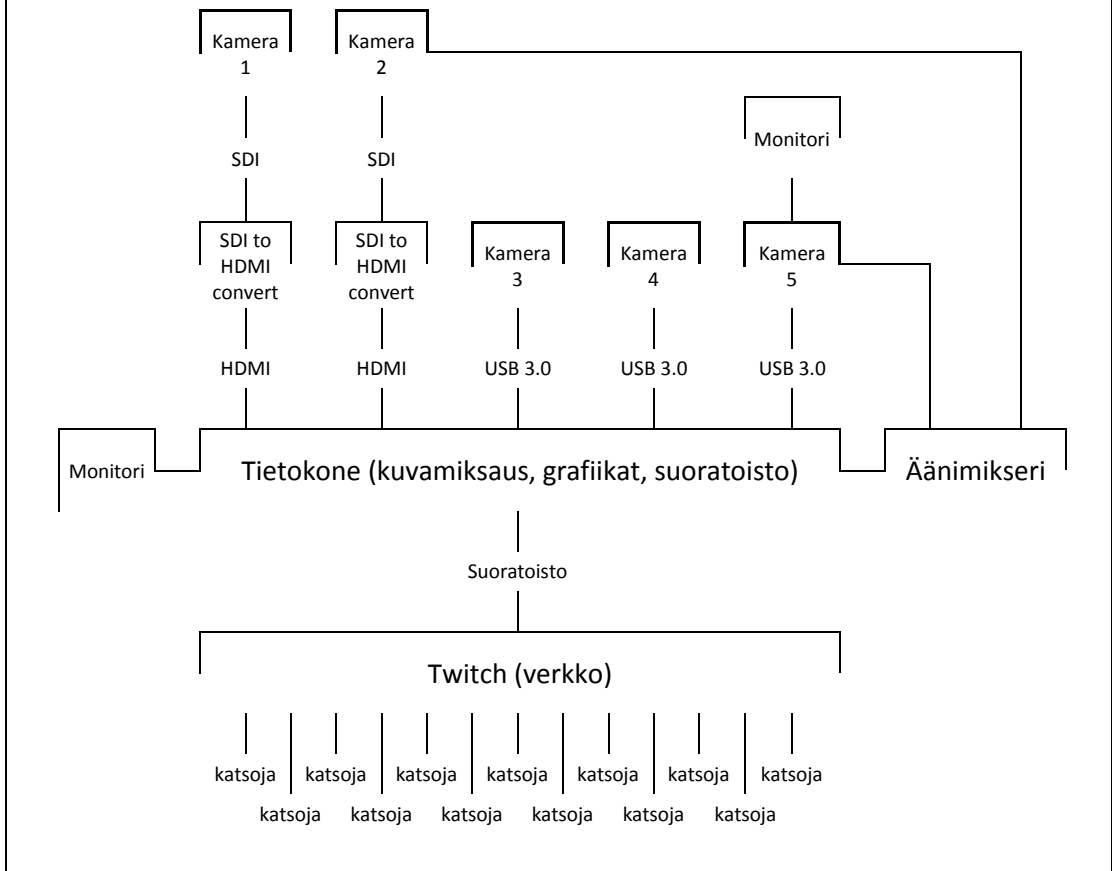 Kamera
1
Kamera
2
Monitori
SDI
SDI
SDI to
HDMI
convert
SDI to
HDMI
convert
Kamera
3
Kamera
4
Kamera
5
HDMI
HDMI
USB 3.0
USB 3.0
USB 3.0
Monitori
Tietokone (kuvamiksaus, grafiikat, suoratoisto)
Äänimikseri
Suoratoisto
Twitch (verkko)
katsoja katsoja katsoja katsoja katsoja katsoja katsoja
katsoja katsoja katsoja katsoja katsoja katsoja